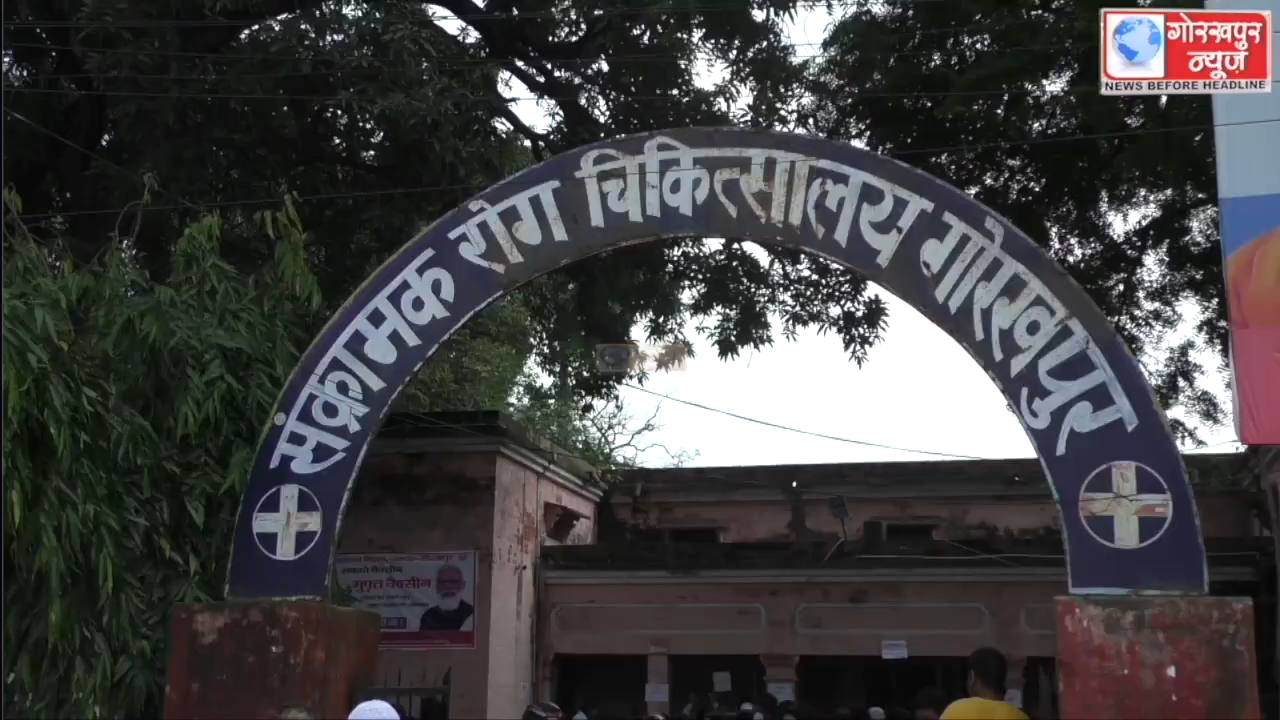 गोरखपुर
न्यूज़
NEWS BEFORE HEADLINE
संक्रामक रोग चिकित्सालय गोरखपुर
मुफ़्त वैक्सीन